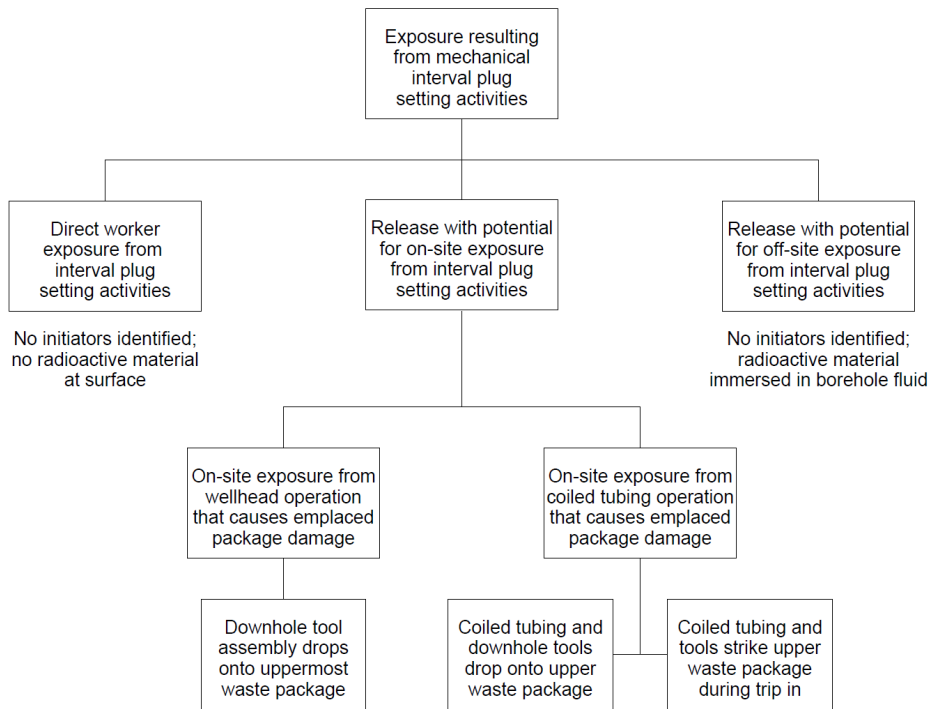 Exposure resulting
from mechanical
interval plug
setting activities
Direct worker
exposure from
interval plug
setting activities
Release with potential
for on-site exposure
from interval plug
setting activities
Release with potential
for off-site exposure
from interval plug
setting activities
No initiators identified;
no radioactive material
at surface
No initiators identified;
radioactive material
immersed in borehole fluid
On-site exposure from
wellhead operation
that causes emplaced
package damage
On-site exposure from
coiled tubing operation
that causes emplaced
package damage
Downhole tool
assembly drops
onto uppermost
waste package
Coiled tubing and
downhole tools
drop onto upper
waste package
Coiled tubing and
tools strike upper
waste package
during trip in